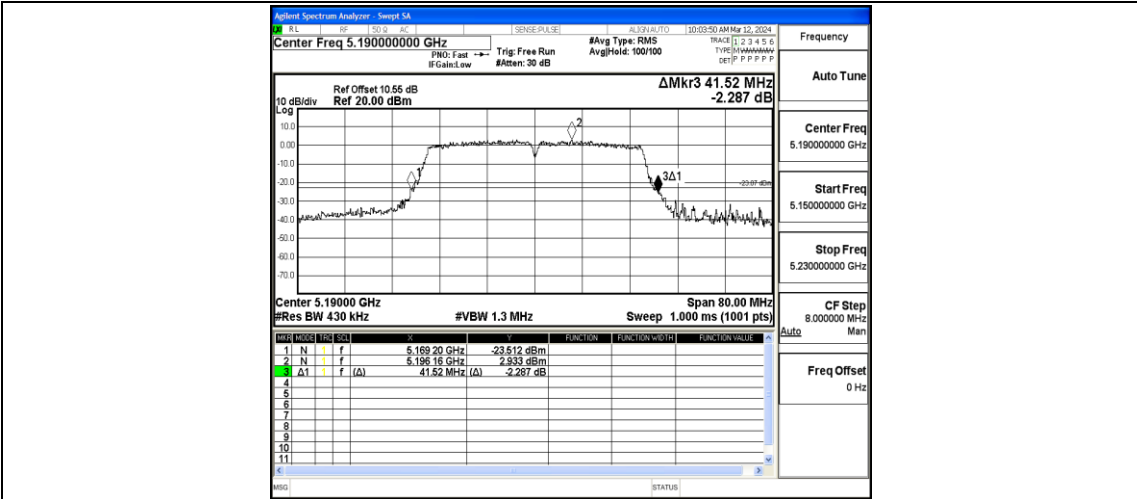 Agilent Spectrum Analyzer - Swept SA
RL RF 50 Ω AC SENSE:PULSE ALIGN AUTO 10:03:50 AM Mar 12, 2024
Center Freq 5.190000000 GHz
PNO: Fast
IFGain:Low
Trig: Free Run
#Atten: 30 dB
#Avg Type: RMS
Avg|Hold: 100/100
TRACE 1 2 3 4 5 6
TYPE MWWWWW
DET P P P P P P
Frequency
Auto Tune
Center Freq
5.190000000 GHz
Start Freq
5.150000000 GHz
Stop Freq
5.230000000 GHz
CF Step
8.000000 MHz
Auto Man
Freq Offset
0 Hz
ΔMkr3 41.52 MHz
-2.287 dB
Ref Offset 10.55 dB
10 dB/div Ref 20.00 dBm
Log
10.0
0.00
-10.0
-20.0
-30.0
-40.0
-50.0
-60.0
-70.0
1
2
3Δ1
-23.07 dBm
Center 5.19000 GHz Span 80.00 MHz
#Res BW 430 kHz #VBW 1.3 MHz Sweep 1.000 ms (1001 pts)
MKR MODE TRC SCL X Y FUNCTION FUNCTION WIDTH FUNCTION VALUE
1 N 1 f 5.169 20 GHz -23.512 dBm
2 N 1 f 5.196 16 GHz 2.933 dBm
3 Δ1 1 f (Δ) 41.52 MHz (Δ) -2.287 dB
4
5
6
7
8
9
10
11
MSG STATUS